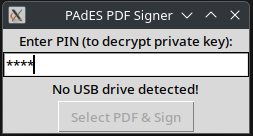 PAdES PDF Signer
Enter PIN (to decrypt private key):
****
No USB drive detected!
Select PDF & Sign